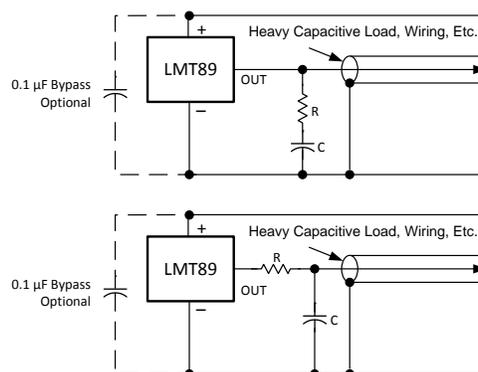 +
Heavy Capacitive Load, Wiring, Etc.
LMT89
OUT
0.1 µF Bypass
Optional
R
−
C
+
Heavy Capacitive Load, Wiring, Etc.
R
LMT89
OUT
0.1 µF Bypass
Optional
−
C